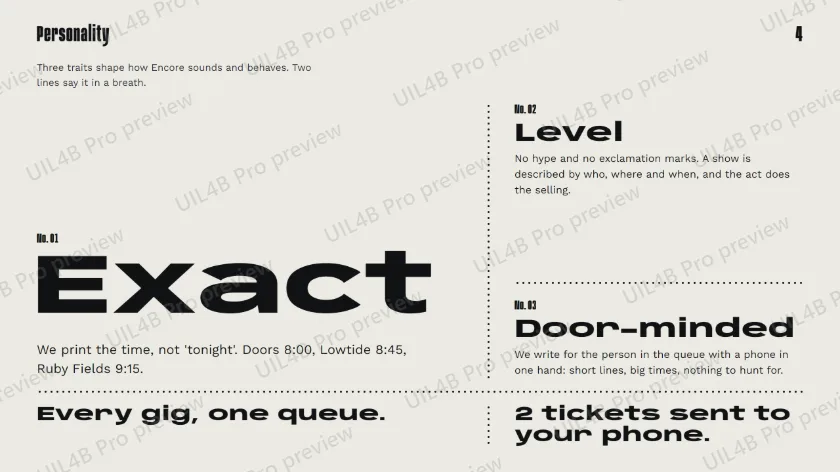 Personality
4
Three traits shape how Encore sounds and behaves. Two
lines say it in a breath.
No. 01
Exact
We print the time, not 'tonight'. Doors 8:00, Lowtide 8:45,
Ruby Fields 9:15.
No. 02
Level
No hype and no exclamation marks. A show is
described by who, where and when, and the act does
the selling.
No. 03
Door-minded
We write for the person in the queue with a phone in
one hand: short lines, big times, nothing to hunt for.
Every gig, one queue.
2 tickets sent to
your phone.
UIL4B Pro preview